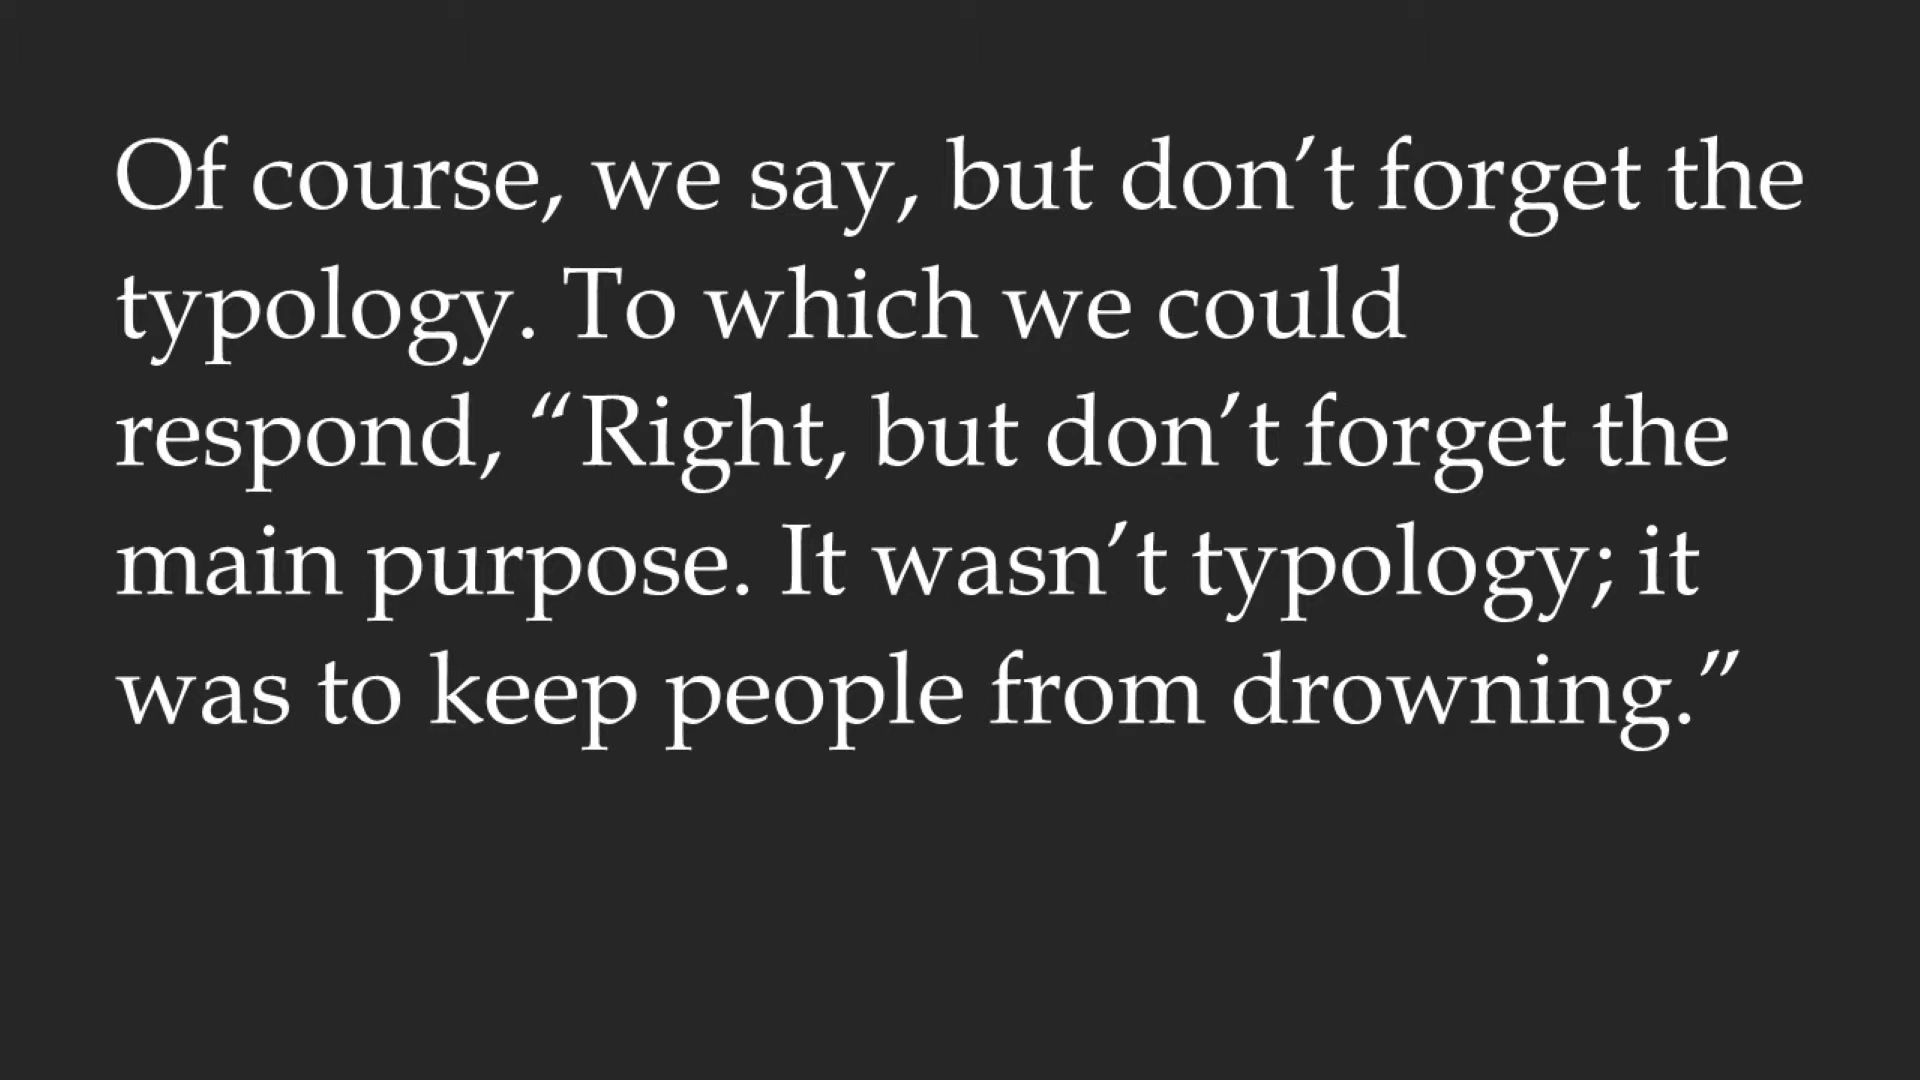 Of course, we say, but don’t forget the
typology. To which we could
respond, “Right, but don’t forget the
main purpose. It wasn’t typology; it
was to keep people from drowning.”